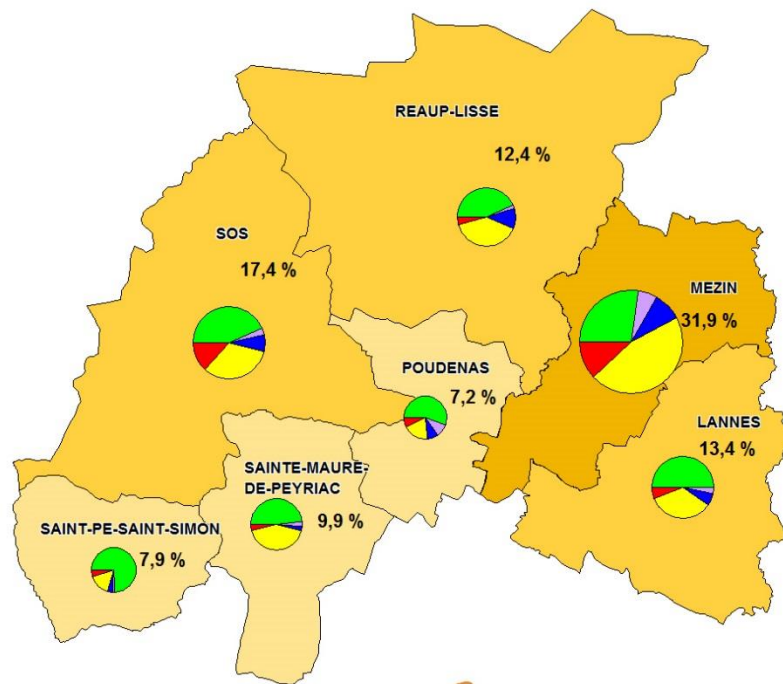 REAUP-LISSE
12,4 %
SOS
17,4 %
MEZIN
31,9 %
POUDENAS
7,2 %
LANNES
13,4 %
SAINTE-MAURE-
DE-PEYRIAC
9,9 %
SAINT-PE-SAINT-SIMON
7,9 %